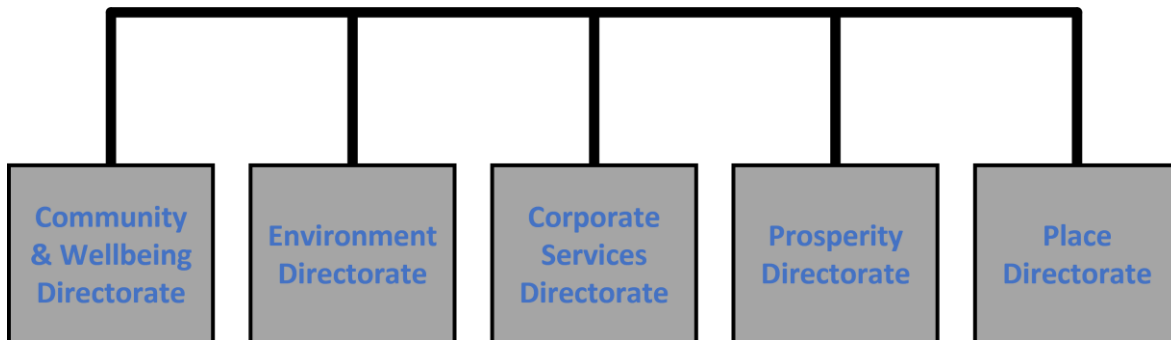 Community
& Wellbeing
Directorate
Environment
Directorate
Corporate
Services
Directorate
Prosperity
Directorate
Place
Directorate